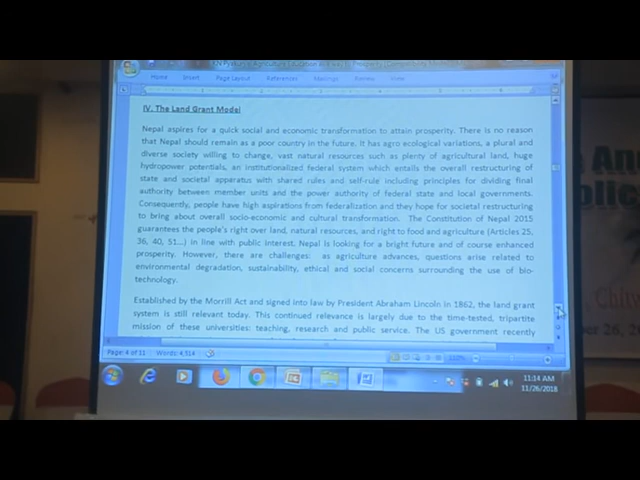 Home Insert Page Layout References Mailings Review View
IV. The Land Grant Model
Nepal aspires for a quick social and economic transformation to attain prosperity. There is no reason
that Nepal should remain as a poor country in the future. It has agro ecological variations, a plural and
diverse society willing to change, vast natural resources such as plenty of agricultural land, huge
hydropower potentials, an institutionalized federal system which entails the overall restructuring of
state and societal apparatus with shared rules and self-rule including principles for dividing final
authority between member units and the power authority of federal state and local governments.
Consequently, people have high aspirations from federalization and they hope for societal restructuring
to bring about overall socio-economic and cultural transformation. The Constitution of Nepal 2015
guarantees the people's right over land, natural resources, and right to food and agriculture (Articles 25,
36, 40, 51...) in line with public interest. Nepal is looking for a bright future and of course enhanced
prosperity. However, there are challenges: as agriculture advances, questions arise related to
environmental degradation, sustainability, ethical and social concerns surrounding the use of bio-
technology.
Established by the Morrill Act and signed into law by President Abraham Lincoln in 1862, the land grant
system is still relevant today. This continued relevance is largely due to the time-tested, tripartite
mission of these universities: teaching, research and public service. The US government recently
Page: 4 of 11 Words: 4,914
11:14 AM
11/26/2018
An
olic
Chitw
er 26, 20